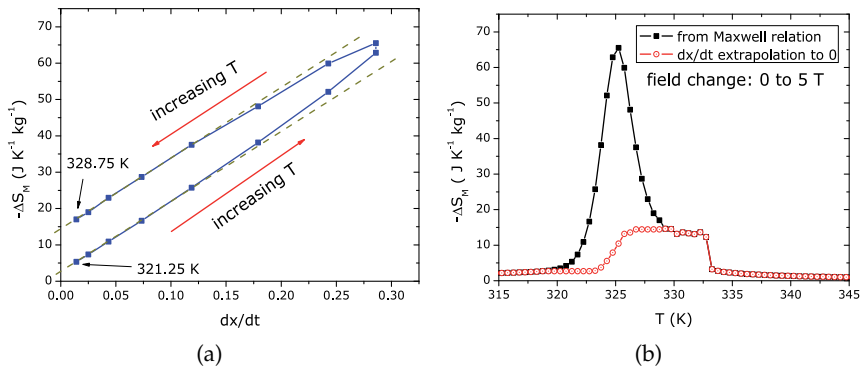 70
60
50
40
30
20
10
0
-ΔS_M (J K⁻¹ kg⁻¹)
increasing T
328.75 K
increasing T
321.25 K
0.00 0.05 0.10 0.15 0.20 0.25 0.30
dx/dt
(a)
70
60
50
40
30
20
10
0
-ΔS_M ( J K⁻¹ kg⁻¹)
from Maxwell relation
dx/dt extrapolation to 0
field change: 0 to 5 T
315 320 325 330 335 340 345
T (K)
(b)